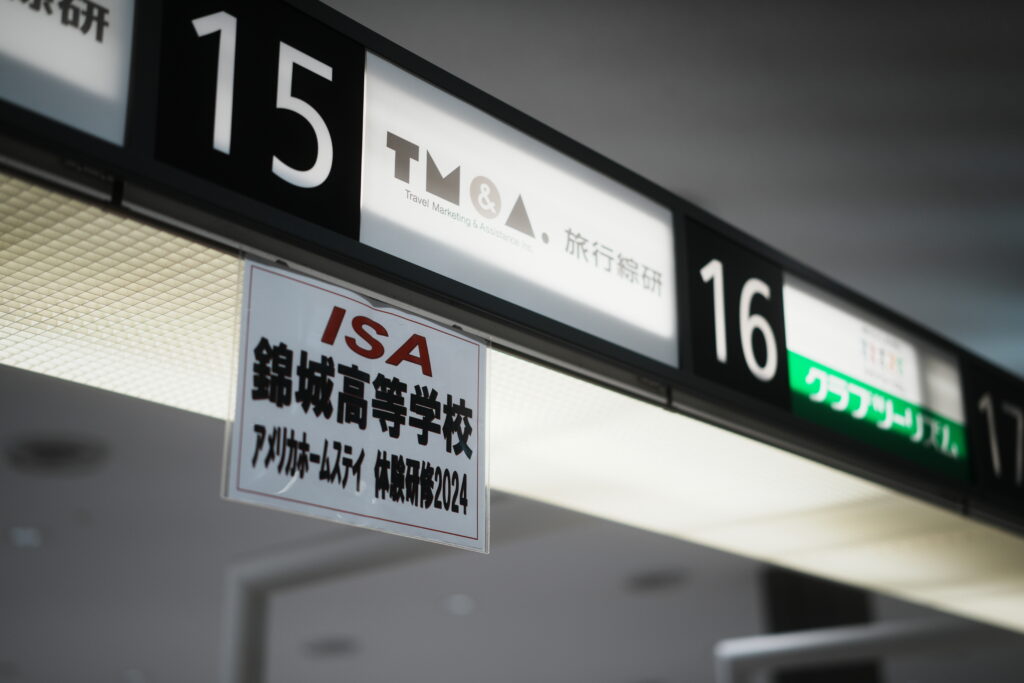 綜研
15
TM&A.
Travel Marketing & Assistance, Inc.
旅行綜研
ISA
錦城高等学校
アメリカホームステイ 体験研修2024
16
クラブツーリズム
17